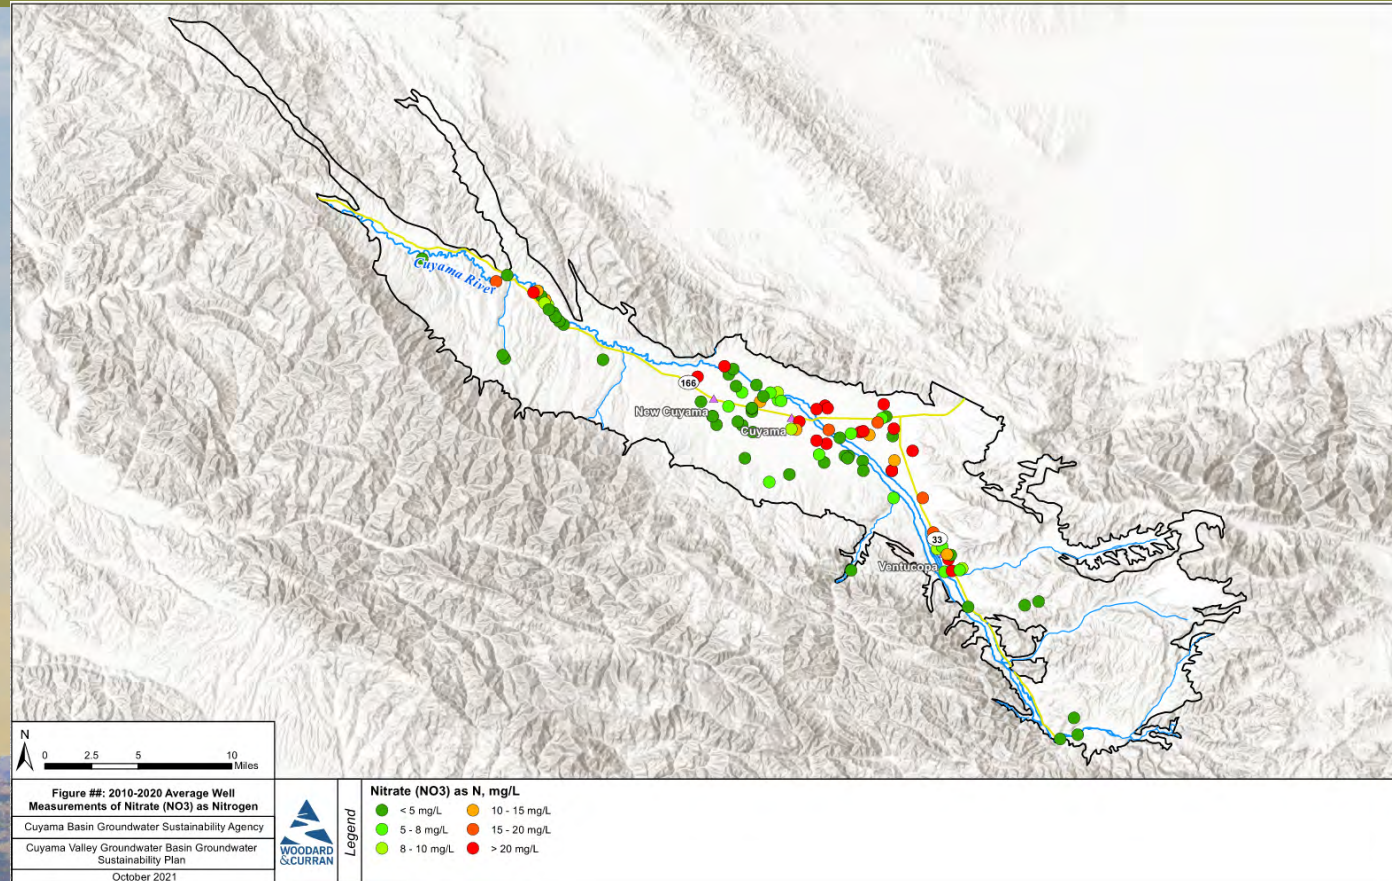 Cuyama River
166
New Cuyama
Cuyama
33
Ventucopa
N
0 2.5 5 10
Miles
Figure ##: 2010-2020 Average Well
Measurements of Nitrate (NO3) as Nitrogen
Cuyama Basin Groundwater Sustainability Agency
Cuyama Valley Groundwater Basin Groundwater
Sustainability Plan
October 2021
WOODARD
&CURRAN
Legend
Nitrate (NO3) as N, mg/L
< 5 mg/L
5 - 8 mg/L
8 - 10 mg/L
10 - 15 mg/L
15 - 20 mg/L
> 20 mg/L